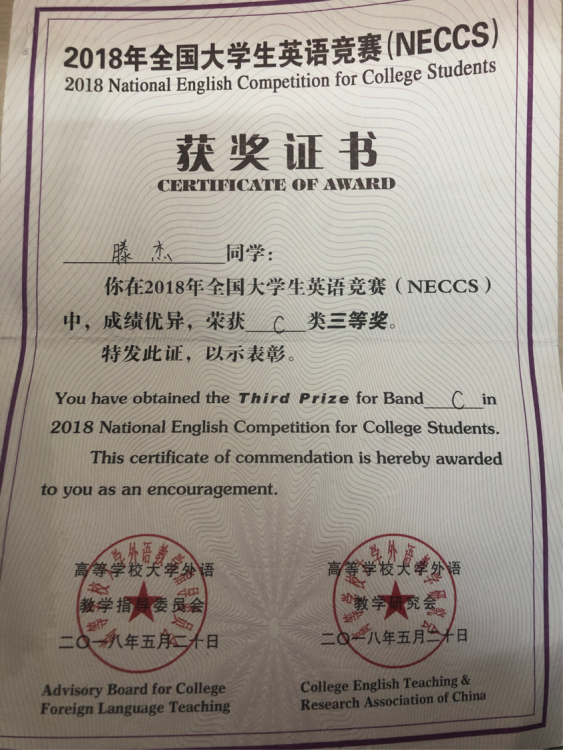 2018年全国大学生英语竞赛(NECCS)
2018 National English Competition for College Students
获奖证书
CERTIFICATE OF AWARD
滕杰同学：
你在2018年全国大学生英语竞赛（NECCS）
中，成绩优异，荣获C类三等奖。
特发此证，以示表彰。
You have obtained the Third Prize for Band C in
2018 National English Competition for College Students.
This certificate of commendation is hereby awarded
to you as an encouragement.
高等学校大学外语
教学指导委员会
二〇一八年五月二十日
Advisory Board for College
Foreign Language Teaching
高等学校大学外语
教学研究会
二〇一八年五月二十日
College English Teaching &
Research Association of China